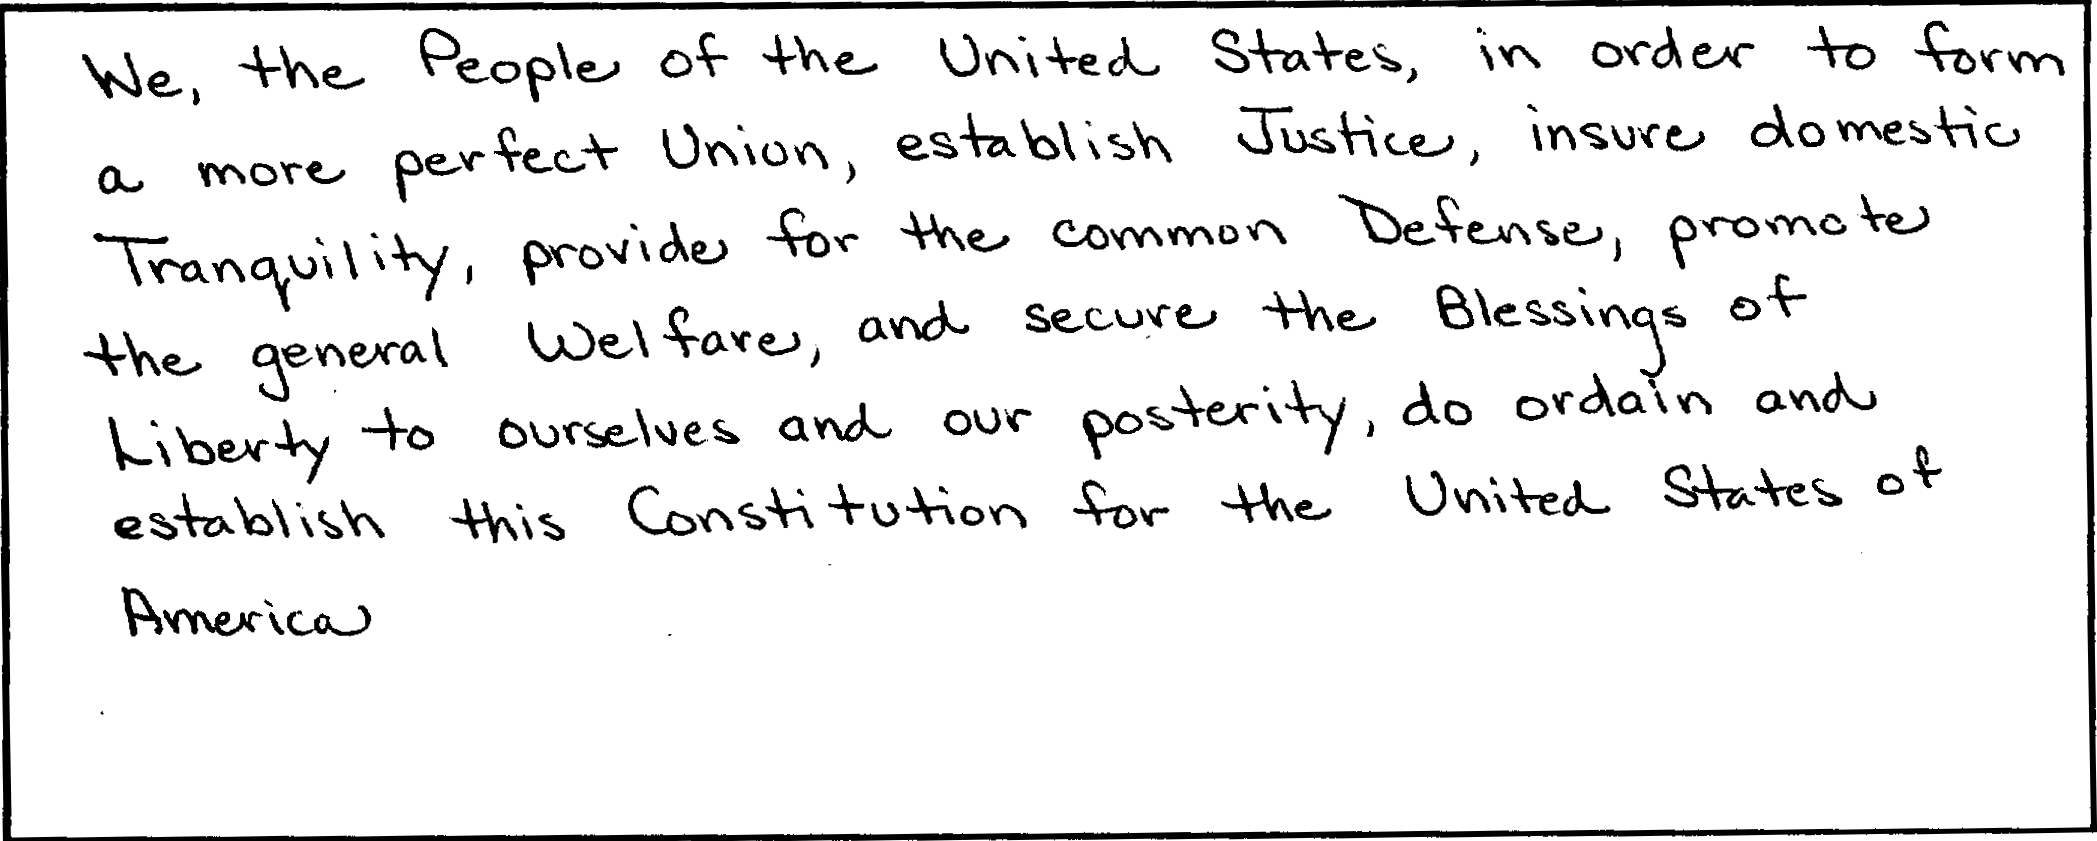 We, the People of the United States, in order to form
a more perfect Union, establish Justice, insure domestic
Tranquility, provide for the common Defense, promote
the general Welfare, and secure the Blessings of
Liberty to ourselves and our posterity, do ordain and
establish this Constitution for the United States of
America